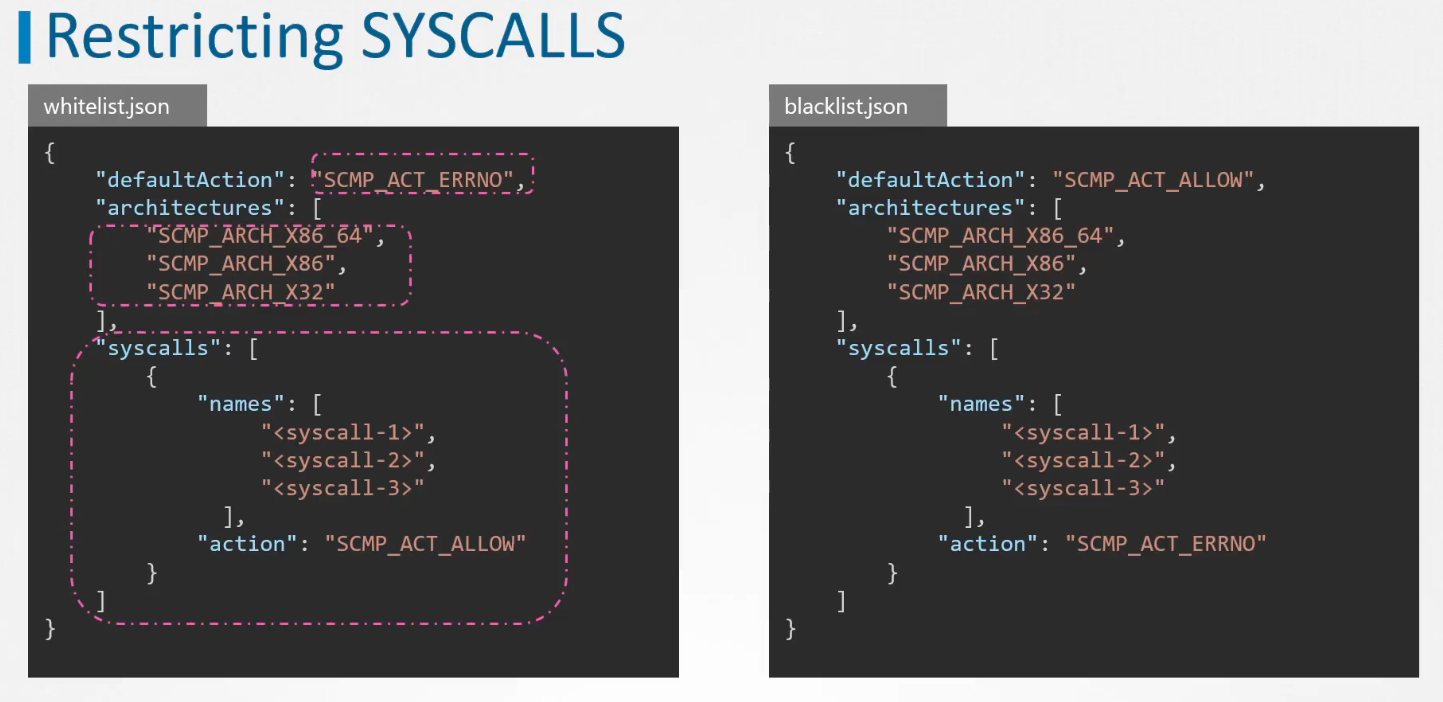 Restricting SYSCALLS
whitelist.json
{
"defaultAction": "SCMP_ACT_ERRNO",
"architectures": [
"SCMP_ARCH_X86_64",
"SCMP_ARCH_X86",
"SCMP_ARCH_X32"
],
"syscalls": [
{
"names": [
"<syscall-1>",
"<syscall-2>",
"<syscall-3>"
],
"action": "SCMP_ACT_ALLOW"
}
]
}
blacklist.json
{
"defaultAction": "SCMP_ACT_ALLOW",
"architectures": [
"SCMP_ARCH_X86_64",
"SCMP_ARCH_X86",
"SCMP_ARCH_X32"
],
"syscalls": [
{
"names": [
"<syscall-1>",
"<syscall-2>",
"<syscall-3>"
],
"action": "SCMP_ACT_ERRNO"
}
]
}